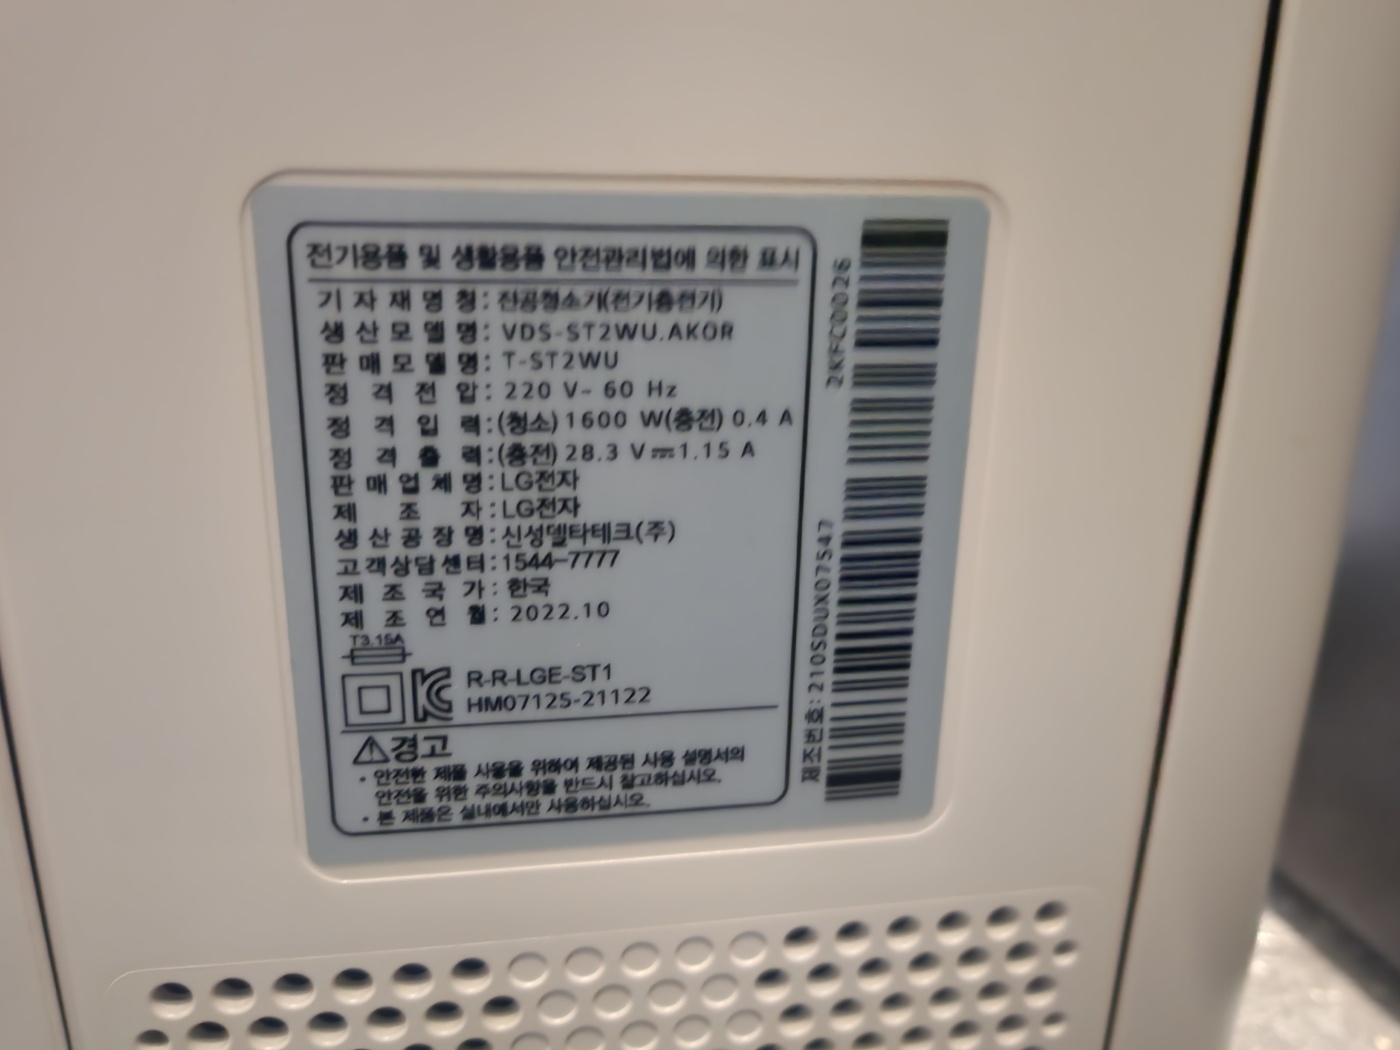 전기용품 및 생활용품 안전관리법에 의한 표시
기자재명칭: 진공청소기(전기충전기)
생산모델명: VDS-ST2WU.AKOR
판매모델명: T-ST2WU
정격전압: 220 V~ 60 Hz
정격입력: (청소) 1600 W(충전) 0.4 A
정격출력: (충전) 28.3 V⎓1.15 A
판매업체명: LG전자
제조자: LG전자
생산공장명: 신성델타테크(주)
고객상담센터: 1544-7777
제조국가: 한국
제조연월: 2022.10
T3.15A
R-R-LGE-ST1
HM07125-21122
⚠경고
• 안전한 제품 사용을 위하여 제공된 사용 설명서의
안전을 위한 주의사항을 반드시 참고하십시오.
• 본 제품은 실내에서만 사용하십시오.
2KFC0026
제조번호: 210SDUX07547